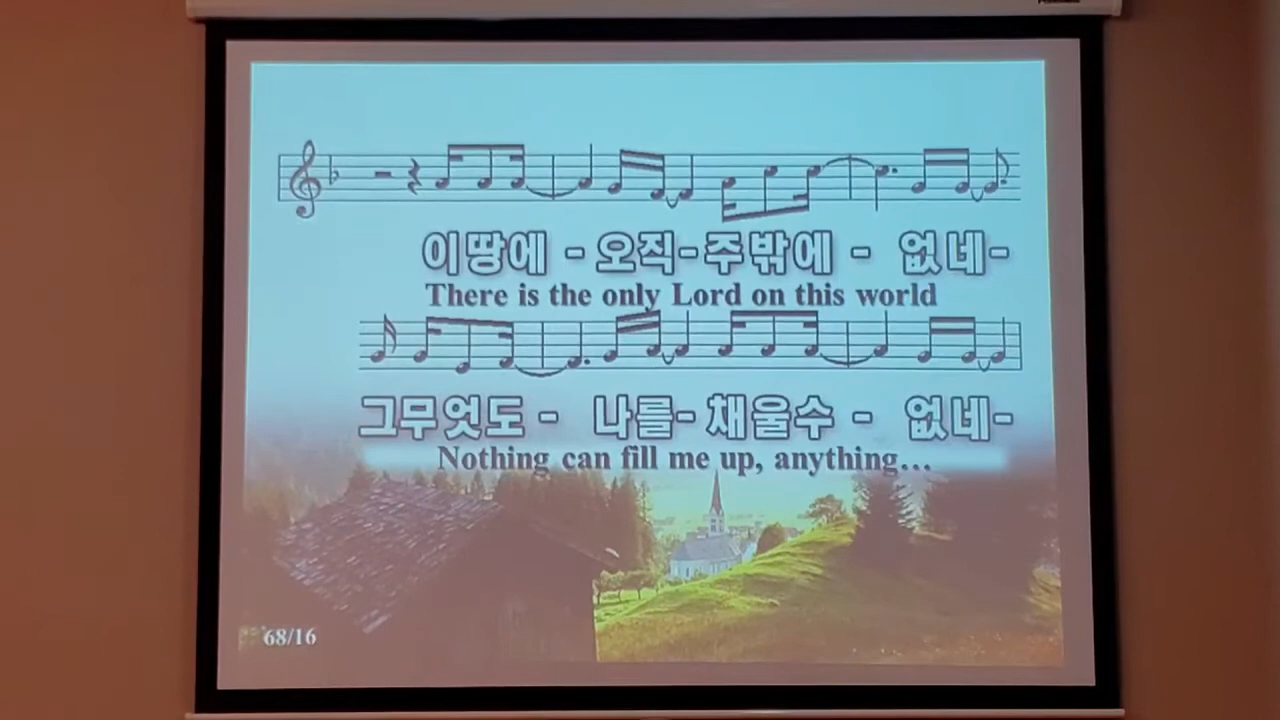 이땅에 - 오직- 주밖에 - 없네-
There is the only Lord on this world
그무엇도 - 나를- 채울수 - 없네-
Nothing can fill me up, anything...
68/16